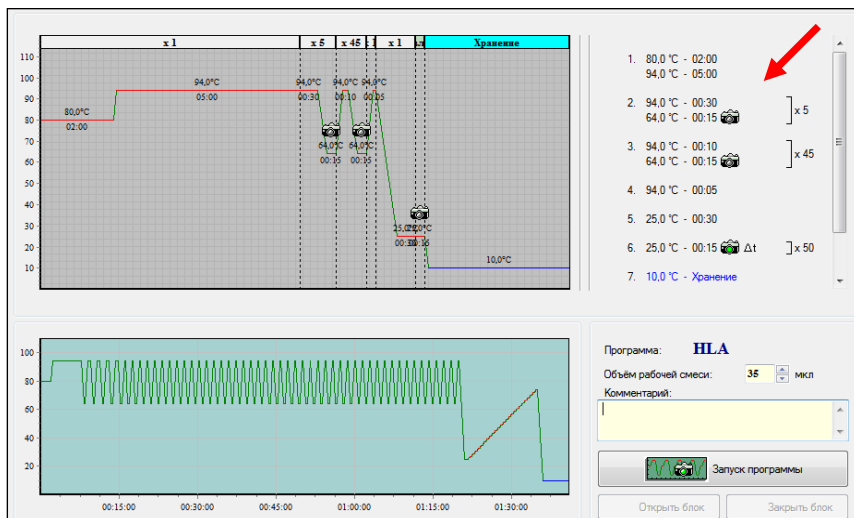 x 1 x 5 x 45 x 1 x 1 Хранение
110
100
90
80
70
60
50
40
30
20
10
94,0°C 94,0°C 94,0°C 94,0°C
05:00 00:30 00:10 00:05
80,0°C
02:00
64,0°C 64,0°C
00:15 00:15
25,0°C
00:30 00:15
10,0°C
1. 80,0 °C - 02:00
94,0 °C - 05:00
2. 94,0 °C - 00:30
64,0 °C - 00:15
x 5
3. 94,0 °C - 00:10
64,0 °C - 00:15
x 45
4. 94,0 °C - 00:05
5. 25,0 °C - 00:30
6. 25,0 °C - 00:15 Δt x 50
7. 10,0 °C - Хранение
100
80
60
40
20
00:15:00 00:30:00 00:45:00 01:00:00 01:15:00 01:30:00
Программа: HLA
Объём рабочей смеси: 35 мкл
Комментарий:
Запуск программы
Открыть блок Закрыть блок